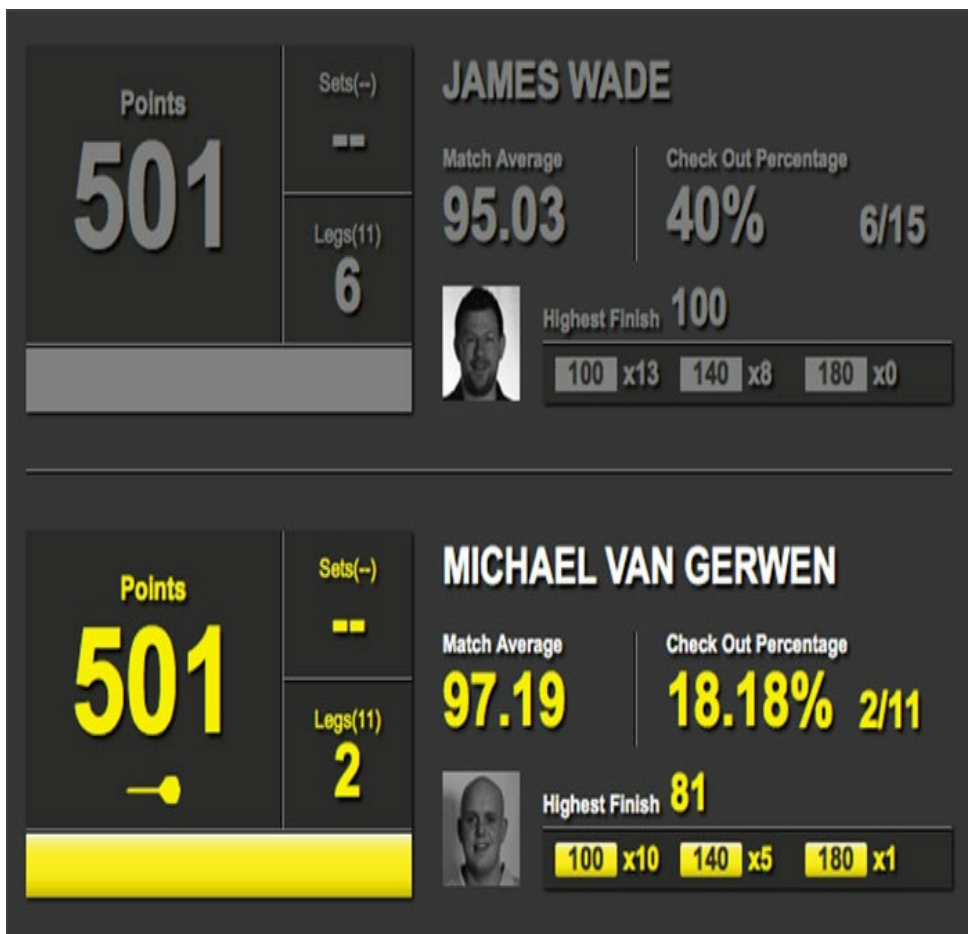 Points
501
Sets(--)
--
Legs(11)
6
JAMES WADE
Match Average
95.03
Check Out Percentage
40% 6/15
Highest Finish 100
100 x13 140 x8 180 x0
Points
501
Sets(--)
--
Legs(11)
2
MICHAEL VAN GERWEN
Match Average
97.19
Check Out Percentage
18.18% 2/11
Highest Finish 81
100 x10 140 x5 180 x1